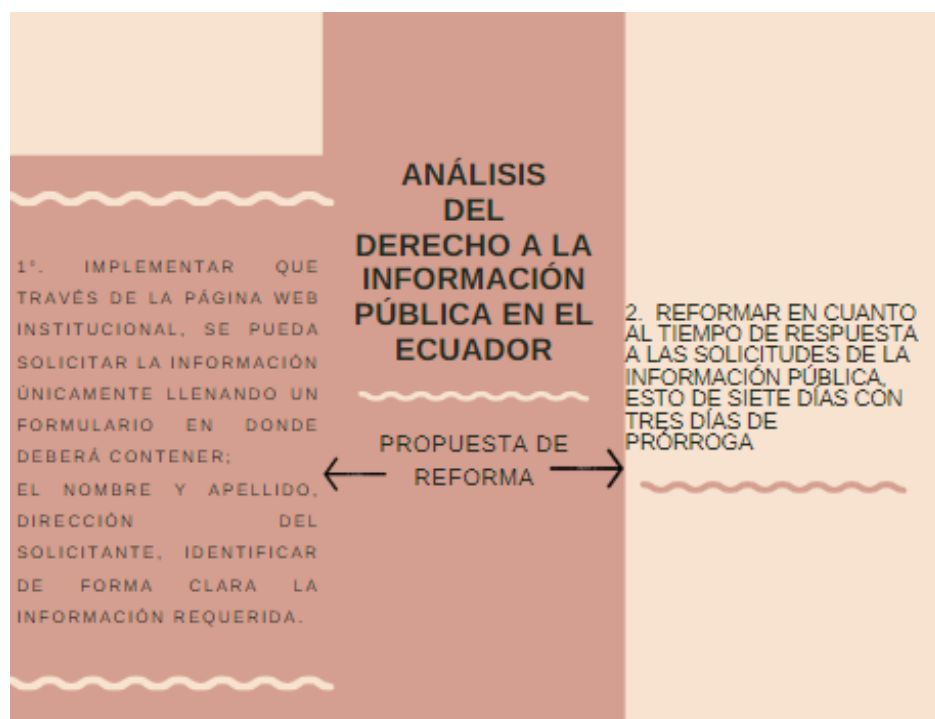 ANÁLISIS
DEL
DERECHO A LA
INFORMACIÓN
PÚBLICA EN EL
ECUADOR
PROPUESTA DE
REFORMA
1°. IMPLEMENTAR QUE
TRAVÉS DE LA PÁGINA WEB
INSTITUCIONAL, SE PUEDA
SOLICITAR LA INFORMACIÓN
ÚNICAMENTE LLENANDO UN
FORMULARIO EN DONDE
DEBERÁ CONTENER;
EL NOMBRE Y APELLIDO,
DIRECCIÓN DEL
SOLICITANTE, IDENTIFICAR
DE FORMA CLARA LA
INFORMACIÓN REQUERIDA.
2. REFORMAR EN CUANTO
AL TIEMPO DE RESPUESTA
A LAS SOLICITUDES DE LA
INFORMACIÓN PÚBLICA,
ESTO DE SIETE DÍAS CON
TRES DÍAS DE
PRÓRROGA